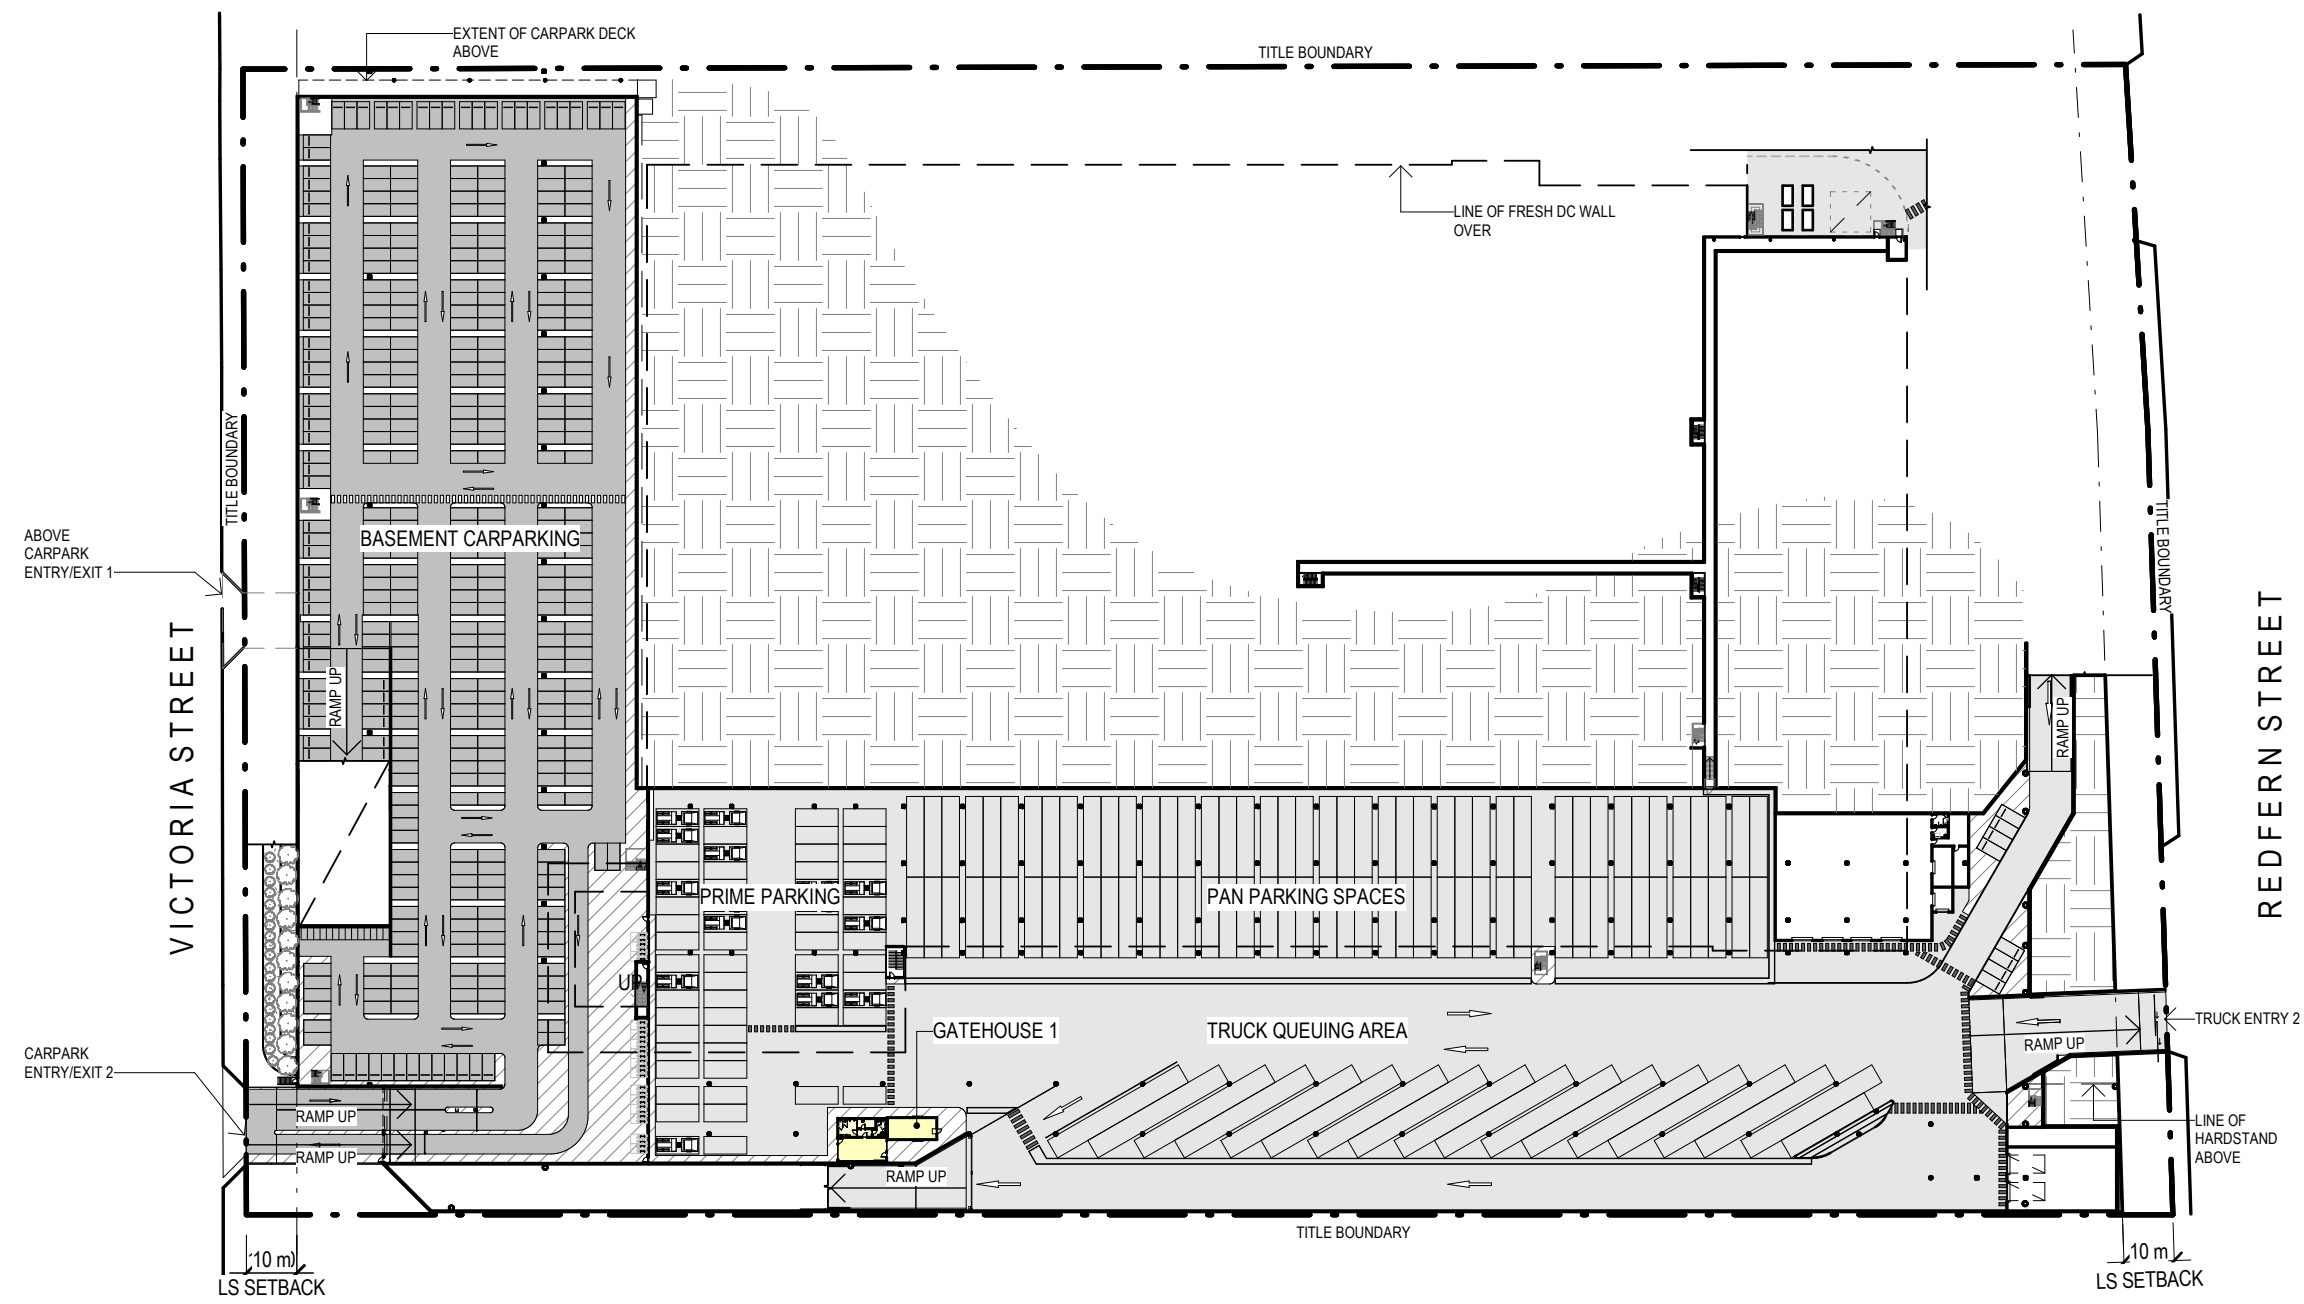 EXTENT OF CARPARK DECK
ABOVE
TITLE BOUNDARY
LINE OF FRESH DC WALL
OVER
TITLE BOUNDARY
TITLE BOUNDARY
ABOVE
CARPARK
ENTRY/EXIT 1
BASEMENT CARPARKING
VICTORIA STREET
REDFERN STREET
RAMP UP
RAMP UP
PRIME PARKING
PAN PARKING SPACES
UP
GATEHOUSE 1
TRUCK QUEUING AREA
TRUCK ENTRY 2
RAMP UP
CARPARK
ENTRY/EXIT 2
RAMP UP
RAMP UP
RAMP UP
LINE OF
HARDSTAND
ABOVE
TITLE BOUNDARY
10 m
LS SETBACK
10 m
LS SETBACK